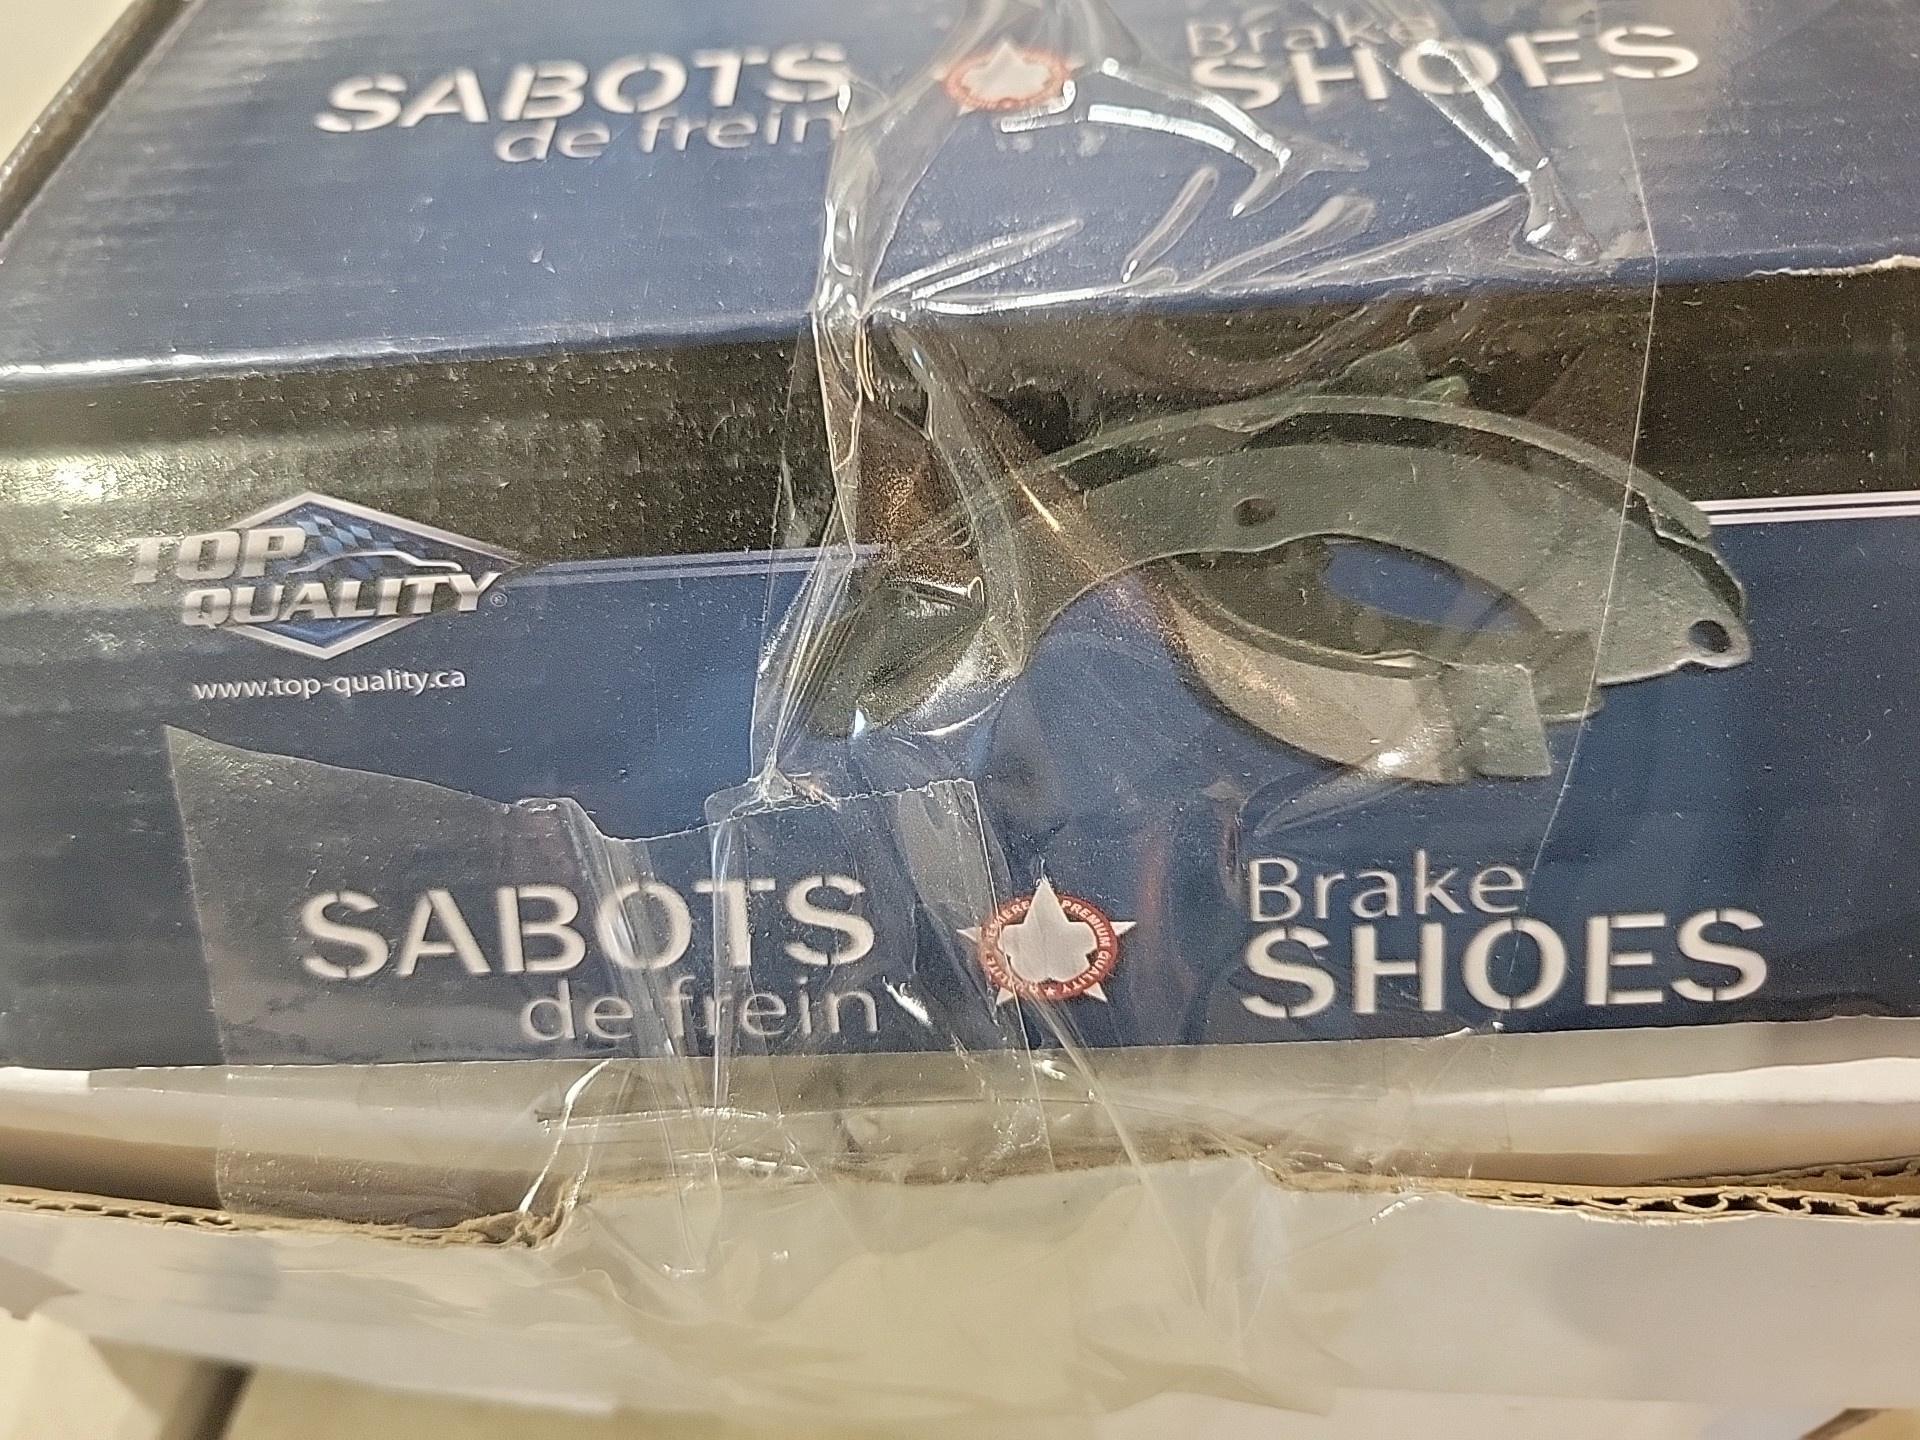 SABOTS
de frein
Brake
SHOES
TOP
QUALITY®
www.top-quality.ca
SABOTS
de frein
PREMIUM QUALITY
Brake
SHOES